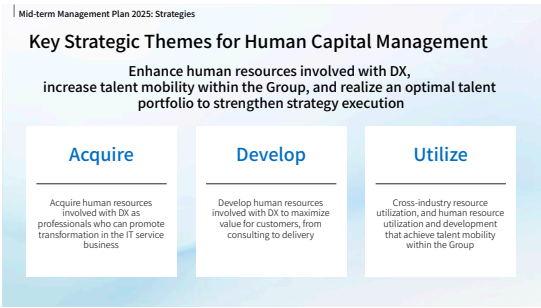 Mid-term Management Plan 2025: Strategies
Key Strategic Themes for Human Capital Management
Enhance human resources involved with DX,
increase talent mobility within the Group, and realize an optimal talent
portfolio to strengthen strategy execution
Acquire
Acquire human resources
involved with DX as
professionals who can promote
transformation in the IT service
business
Develop
Develop human resources
involved with DX to maximize
value for customers, from
consulting to delivery
Utilize
Cross-industry resource
utilization, and human resource
utilization and development
that achieve talent mobility
within the Group